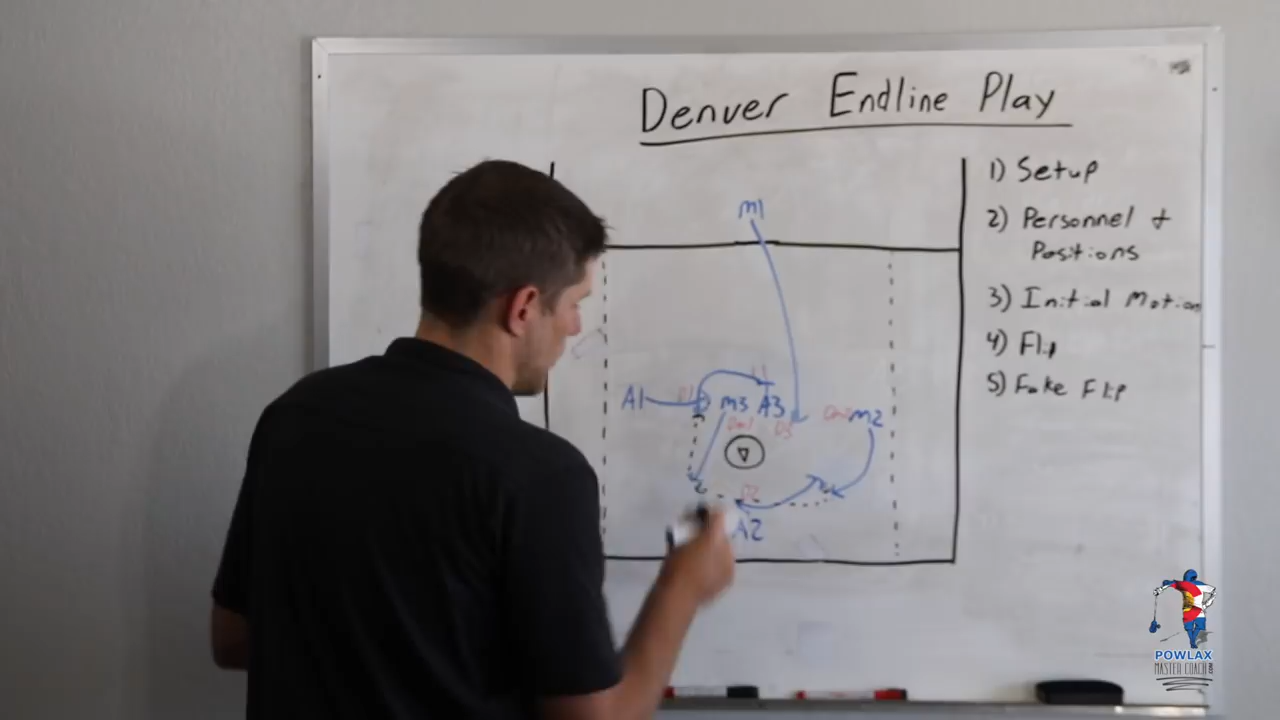 Denver Endline Play
1) Setup
2) Personnel +
Positions
3) Initial Motion
4) Flip
5) Fake Flip
M1
A1
M3
A3
M2
D2
A2
POWLAX
MASTER COACH